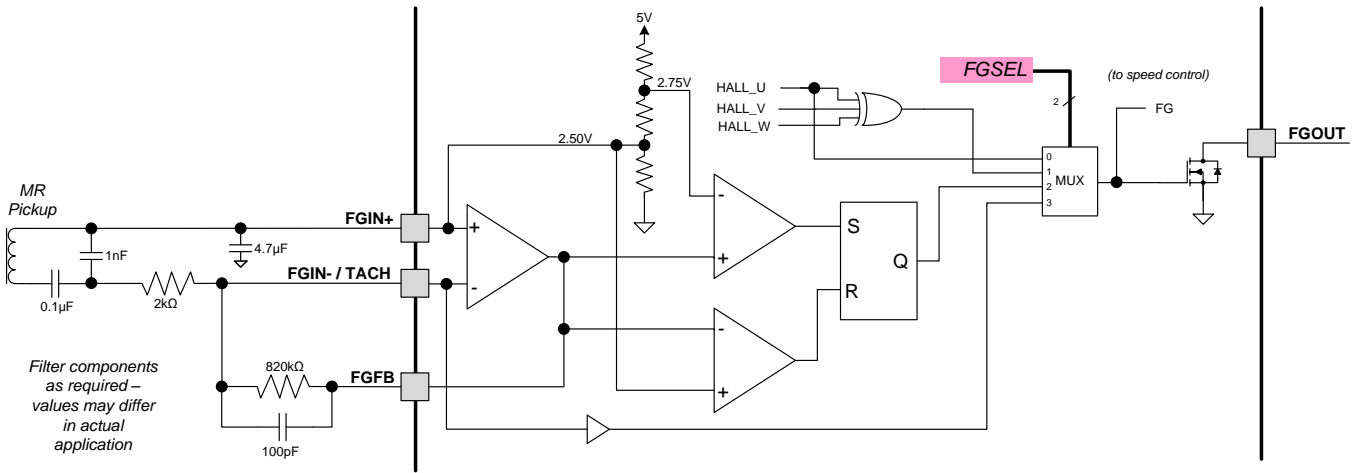 5V
2.75V
2.50V
FGSEL
2
(to speed control)
FG
FGOUT
HALL_U
HALL_V
HALL_W
0
1
2
3
MUX
MR
Pickup
1nF
4.7µF
0.1µF
2kΩ
FGIN+
FGIN- / TACH
+
-
-
+
-
+
S
R
Q
820kΩ
100pF
FGFB
Filter components
as required –
values may differ
in actual
application